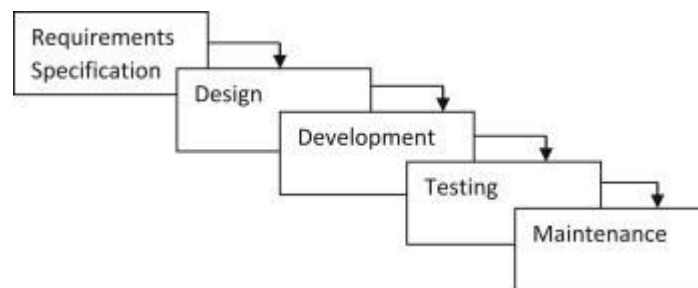 Requirements
Specification
Design
Development
Testing
Maintenance